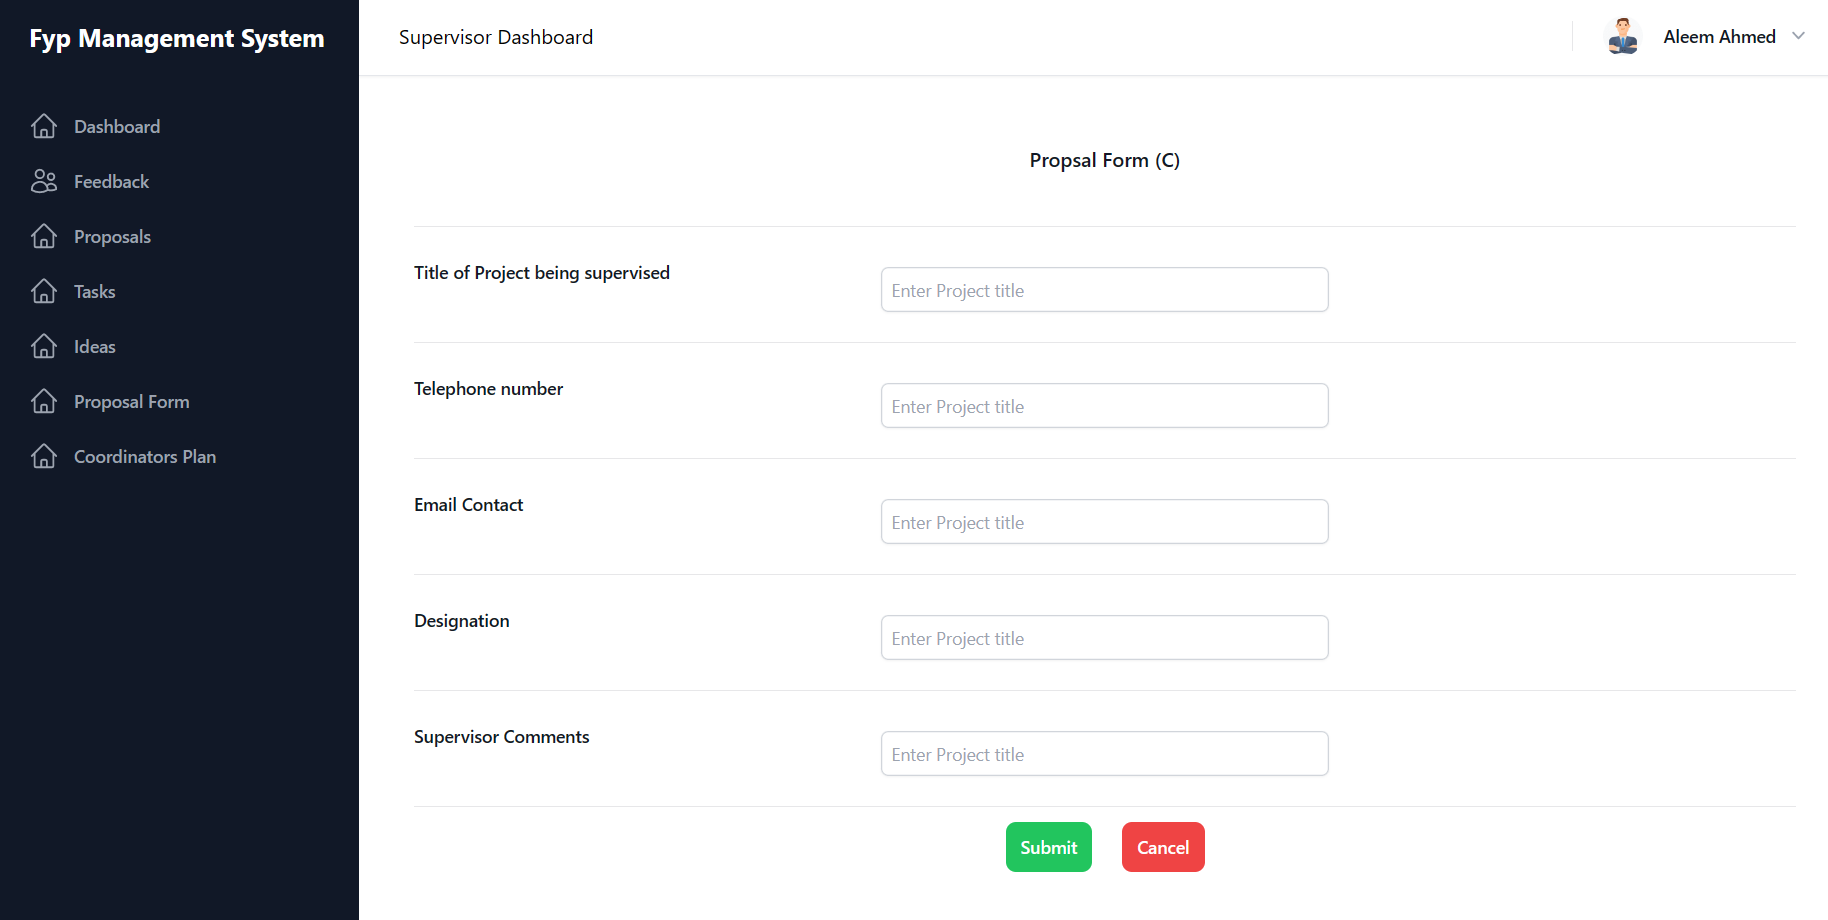 Fyp Management System
Dashboard
Feedback
Proposals
Tasks
Ideas
Proposal Form
Coordinators Plan
Supervisor Dashboard
Aleem Ahmed
Propsal Form (C)
Title of Project being supervised
Enter Project title
Telephone number
Enter Project title
Email Contact
Enter Project title
Designation
Enter Project title
Supervisor Comments
Enter Project title
Submit
Cancel